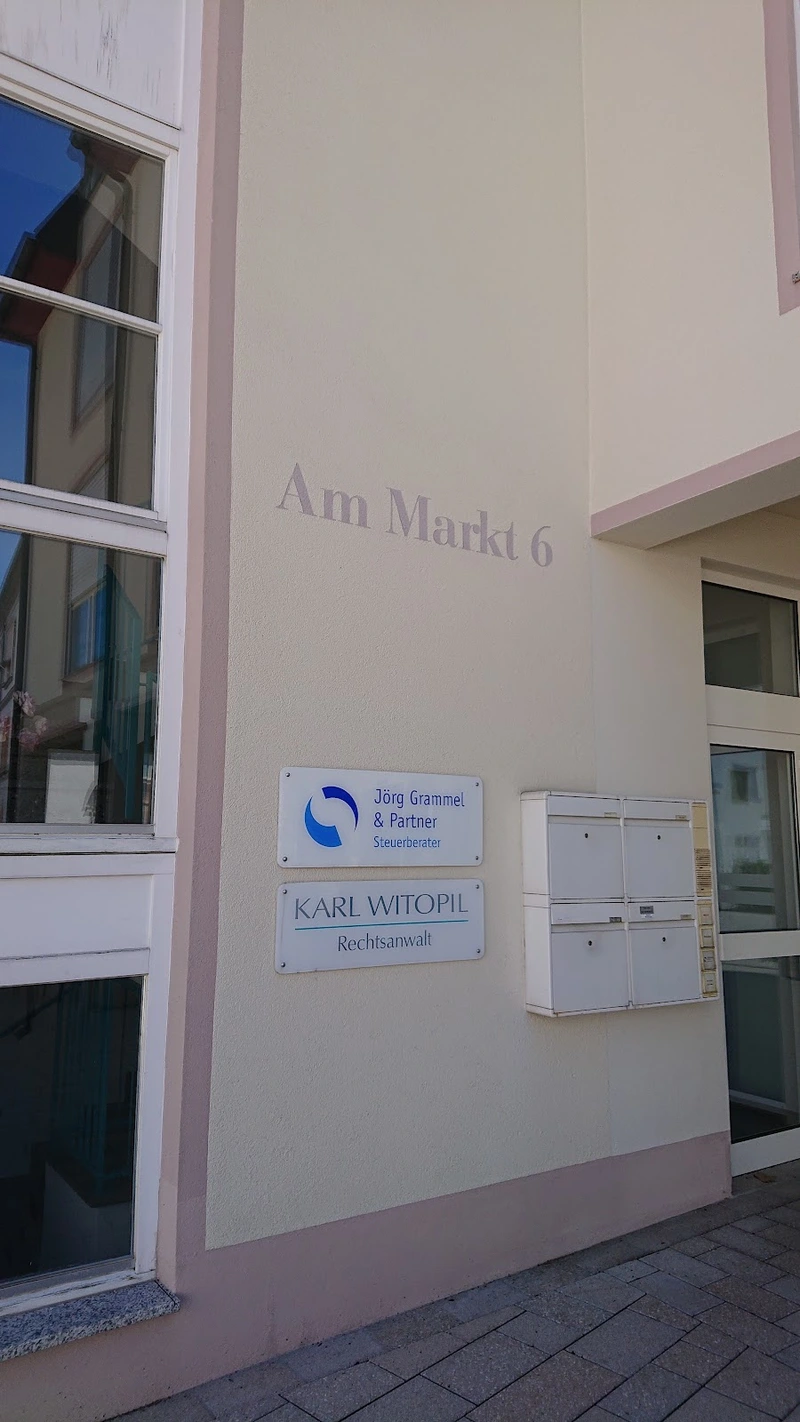 Am Markt 6
Jörg Grammel
& Partner
Steuerberater
KARL WITOPIL
Rechtsanwalt